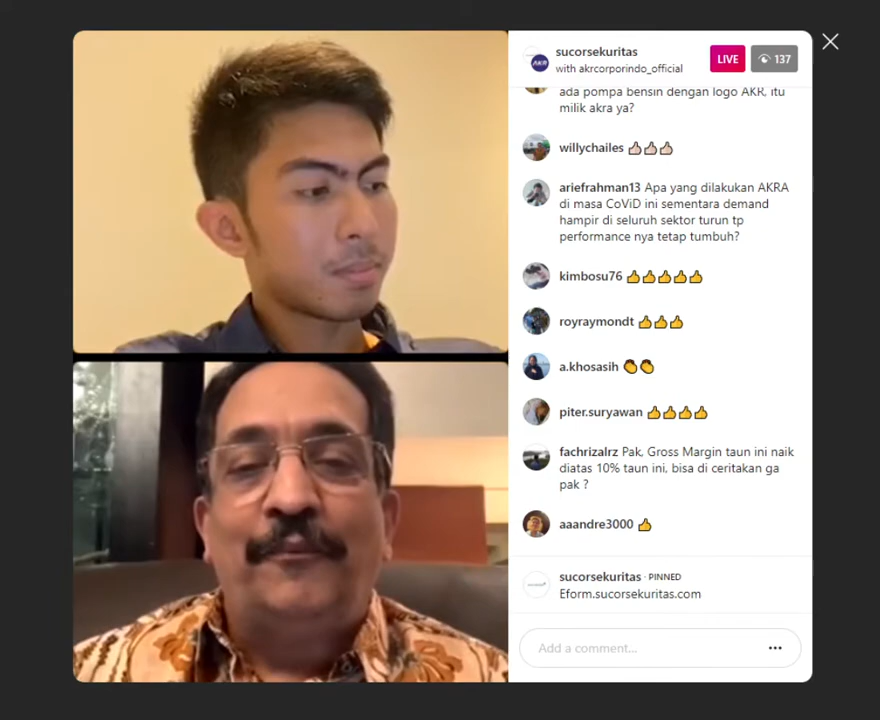 sucorsekuritas
with akrcorporindo_official
AKR
LIVE
137
ada pompa bensin dengan logo AKR, itu
milik akra ya?
willychailes 👍🏻👍🏻👍🏻
ariefrahman13 Apa yang dilakukan AKRA
di masa CoViD ini sementara demand
hampir di seluruh sektor turun tp
performance nya tetap tumbuh?
kimbosu76 👍👍👍👍👍
royraymondt 👍👍👍
a.khosasih 👏👏
piter.suryawan 👍👍👍👍
fachrizalrz Pak, Gross Margin taun ini naik
diatas 10% taun ini, bisa di ceritakan ga
pak ?
aaandre3000 👍
sucorsekuritas · PINNED
Eform.sucorsekuritas.com
Add a comment...